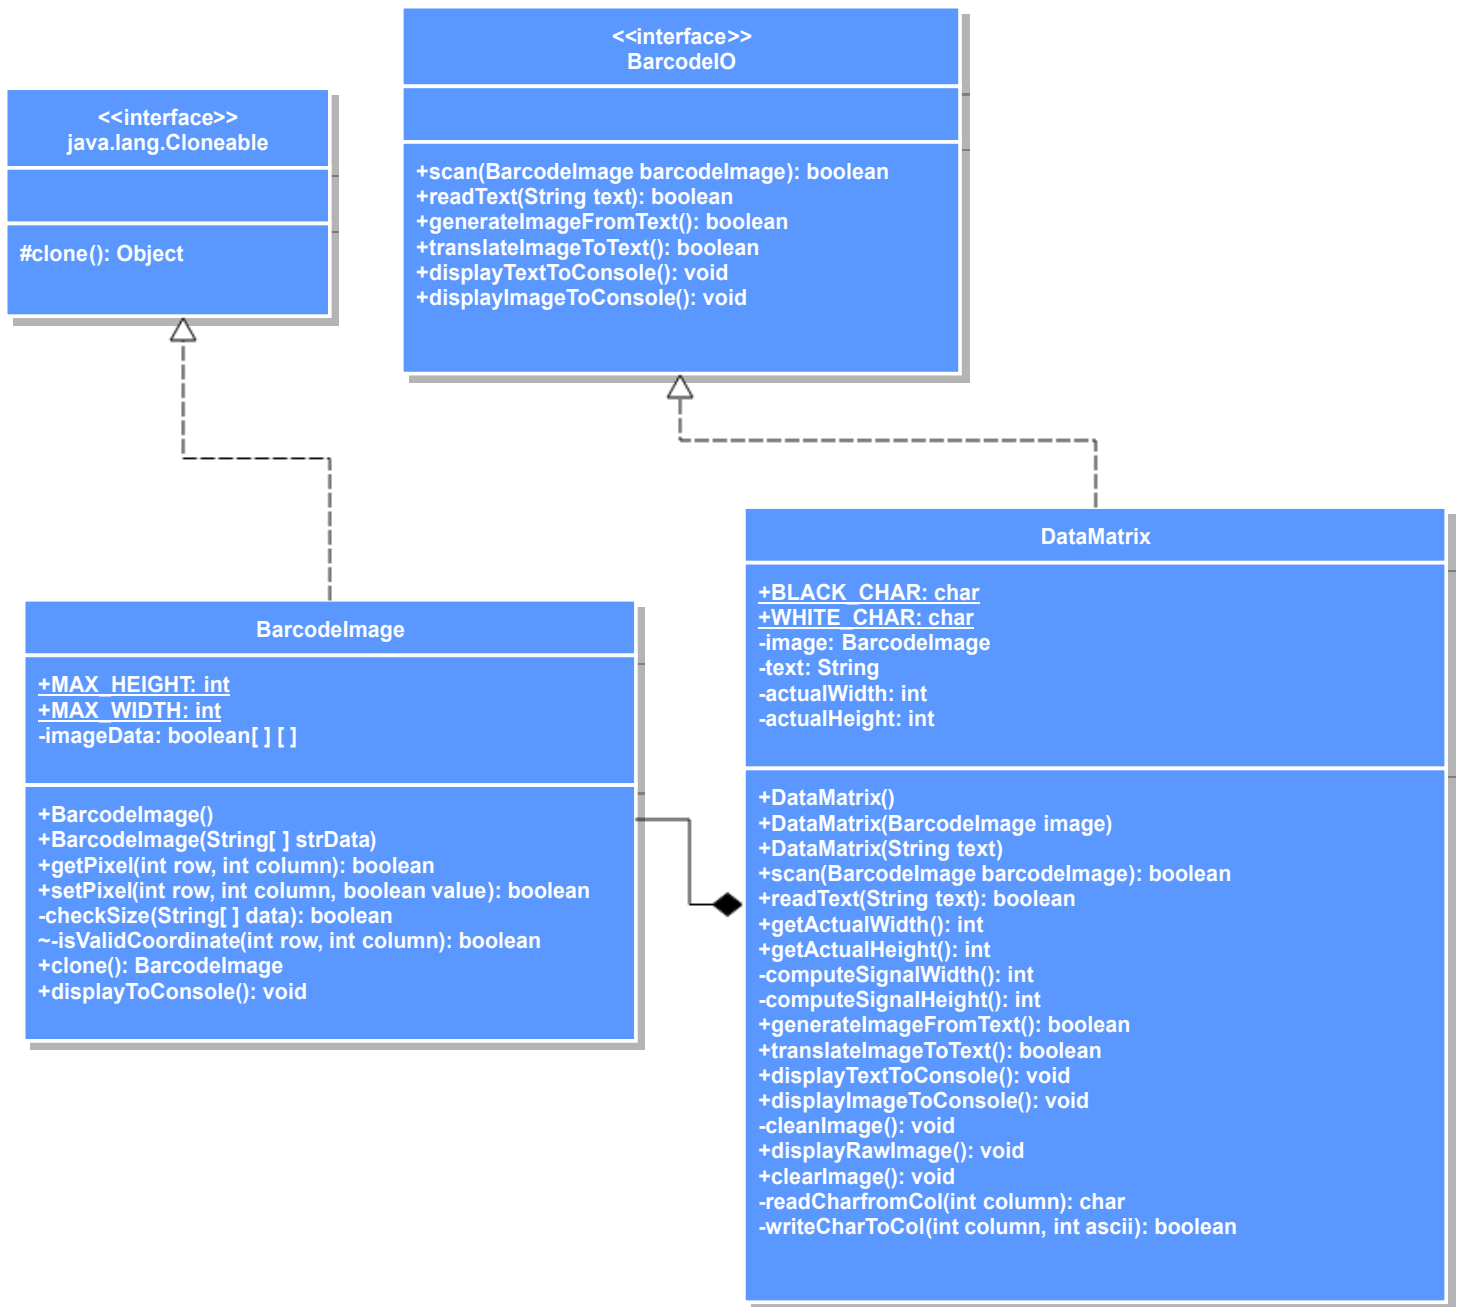 <<interface>>
BarcodeIO
+scan(BarcodeImage barcodeImage): boolean
+readText(String text): boolean
+generateImageFromText(): boolean
+translateImageToText(): boolean
+displayTextToConsole(): void
+displayImageToConsole(): void
<<interface>>
java.lang.Cloneable
#clone(): Object
BarcodeImage
+MAX_HEIGHT: int
+MAX_WIDTH: int
-imageData: boolean[ ] [ ]
+BarcodeImage()
+BarcodeImage(String[ ] strData)
+getPixel(int row, int column): boolean
+setPixel(int row, int column, boolean value): boolean
-checkSize(String[ ] data): boolean
~-isValidCoordinate(int row, int column): boolean
+clone(): BarcodeImage
+displayToConsole(): void
DataMatrix
+BLACK_CHAR: char
+WHITE_CHAR: char
-image: BarcodeImage
-text: String
-actualWidth: int
-actualHeight: int
+DataMatrix()
+DataMatrix(BarcodeImage image)
+DataMatrix(String text)
+scan(BarcodeImage barcodeImage): boolean
+readText(String text): boolean
+getActualWidth(): int
+getActualHeight(): int
-computeSignalWidth(): int
-computeSignalHeight(): int
+generateImageFromText(): boolean
+translateImageToText(): boolean
+displayTextToConsole(): void
+displayImageToConsole(): void
-cleanImage(): void
+displayRawImage(): void
+clearImage(): void
-readCharfromCol(int column): char
-writeCharToCol(int column, int ascii): boolean